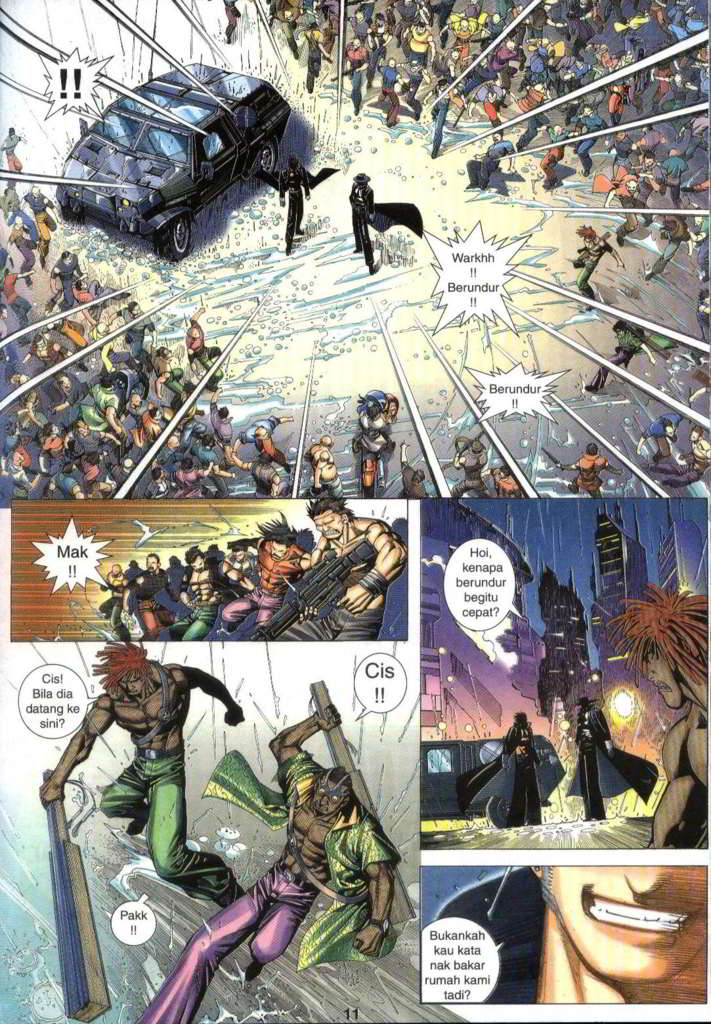 !!
Warkhh
!!
Berundur
!!
Berundur
!!
Mak
!!
Hoi,
kenapa
berundur
begitu
cepat?
Cis!
Bila dia
datang ke
sini?
Cis
!!
Pakk
!!
Bukankah
kau kata
nak bakar
rumah kami
tadi?
11